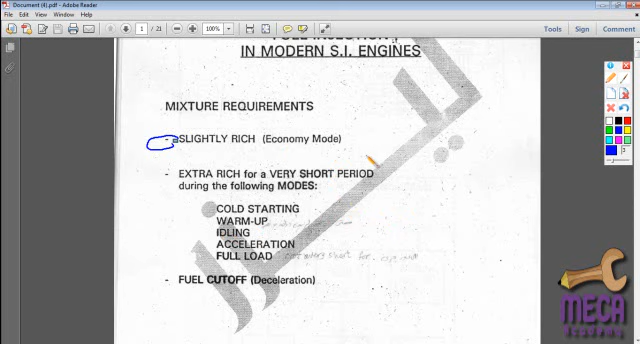 Document (4).pdf - Adobe Reader
File Edit View Window Help
1 / 21 100% Tools Sign Comment
IN MODERN S.I. ENGINES
MIXTURE REQUIREMENTS
- aSLIGHTLY RICH (Economy Mode)
- EXTRA RICH for a VERY SHORT PERIOD
during the following MODES:
COLD STARTING
WARM-UP
IDLING
ACCELERATION
FULL LOAD
- FUEL CUTOFF (Deceleration)
MECA
Academy